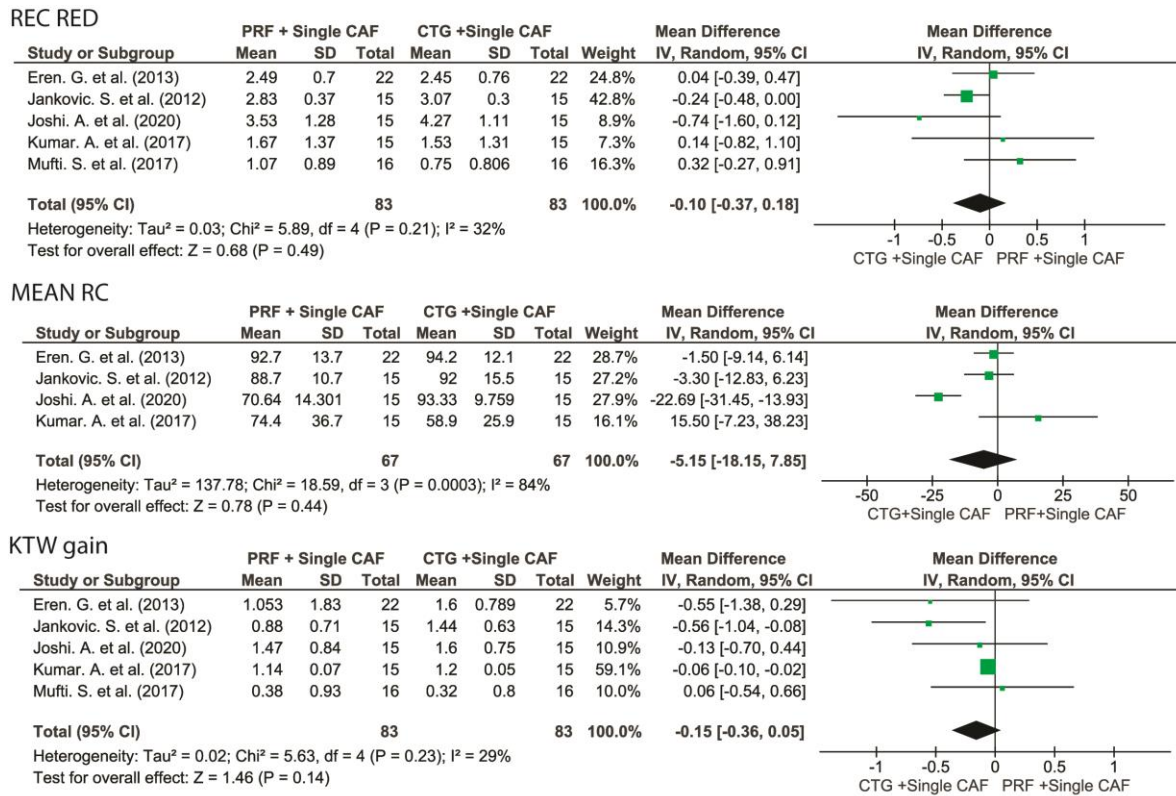 REC RED
PRF + Single CAF CTG +Single CAF Mean Difference Mean Difference
Study or Subgroup Mean SD Total Mean SD Total Weight IV, Random, 95% CI IV, Random, 95% CI
Eren. G. et al. (2013) 2.49 0.7 22 2.45 0.76 22 24.8% 0.04 [-0.39, 0.47]
Jankovic. S. et al. (2012) 2.83 0.37 15 3.07 0.3 15 42.8% -0.24 [-0.48, 0.00]
Joshi. A. et al. (2020) 3.53 1.28 15 4.27 1.11 15 8.9% -0.74 [-1.60, 0.12]
Kumar. A. et al. (2017) 1.67 1.37 15 1.53 1.31 15 7.3% 0.14 [-0.82, 1.10]
Mufti. S. et al. (2017) 1.07 0.89 16 0.75 0.806 16 16.3% 0.32 [-0.27, 0.91]
Total (95% CI) 83 83 100.0% -0.10 [-0.37, 0.18]
Heterogeneity: Tau² = 0.03; Chi² = 5.89, df = 4 (P = 0.21); I² = 32%
Test for overall effect: Z = 0.68 (P = 0.49)
-1 -0.5 0 0.5 1
CTG +Single CAF PRF +Single CAF
MEAN RC
PRF + Single CAF CTG +Single CAF Mean Difference Mean Difference
Study or Subgroup Mean SD Total Mean SD Total Weight IV, Random, 95% CI IV, Random, 95% CI
Eren. G. et al. (2013) 92.7 13.7 22 94.2 12.1 22 28.7% -1.50 [-9.14, 6.14]
Jankovic. S. et al. (2012) 88.7 10.7 15 92 15.5 15 27.2% -3.30 [-12.83, 6.23]
Joshi. A. et al. (2020) 70.64 14.301 15 93.33 9.759 15 27.9% -22.69 [-31.45, -13.93]
Kumar. A. et al. (2017) 74.4 36.7 15 58.9 25.9 15 16.1% 15.50 [-7.23, 38.23]
Total (95% CI) 67 67 100.0% -5.15 [-18.15, 7.85]
Heterogeneity: Tau² = 137.78; Chi² = 18.59, df = 3 (P = 0.0003); I² = 84%
Test for overall effect: Z = 0.78 (P = 0.44)
-50 -25 0 25 50
CTG+Single CAF PRF+Single CAF
KTW gain
PRF + Single CAF CTG +Single CAF Mean Difference Mean Difference
Study or Subgroup Mean SD Total Mean SD Total Weight IV, Random, 95% CI IV, Random, 95% CI
Eren. G. et al. (2013) 1.053 1.83 22 1.6 0.789 22 5.7% -0.55 [-1.38, 0.29]
Jankovic. S. et al. (2012) 0.88 0.71 15 1.44 0.63 15 14.3% -0.56 [-1.04, -0.08]
Joshi. A. et al. (2020) 1.47 0.84 15 1.6 0.75 15 10.9% -0.13 [-0.70, 0.44]
Kumar. A. et al. (2017) 1.14 0.07 15 1.2 0.05 15 59.1% -0.06 [-0.10, -0.02]
Mufti. S. et al. (2017) 0.38 0.93 16 0.32 0.8 16 10.0% 0.06 [-0.54, 0.66]
Total (95% CI) 83 83 100.0% -0.15 [-0.36, 0.05]
Heterogeneity: Tau² = 0.02; Chi² = 5.63, df = 4 (P = 0.23); I² = 29%
Test for overall effect: Z = 1.46 (P = 0.14)
-1 -0.5 0 0.5 1
CTG +Single CAF PRF +Single CAF